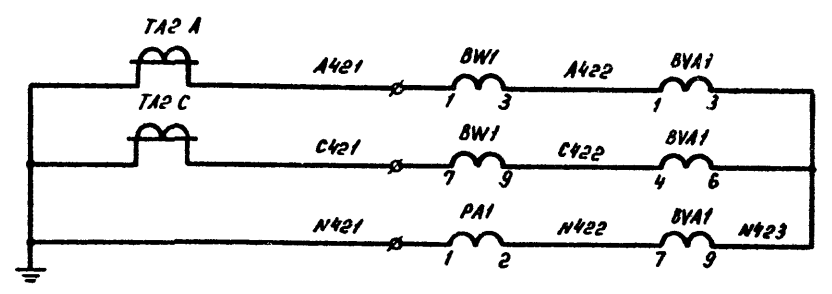 TA2 A
A421 BW1 A422 BVA1
1 3 1 3
TA2 C
C421 BW1 C422 BVA1
7 9 4 6
N421 PA1 N422 BVA1 N423
1 2 7 9